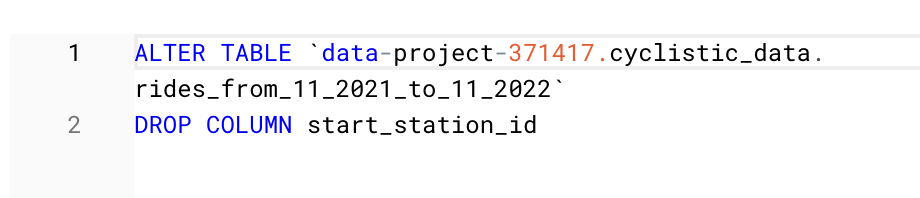 1 ALTER TABLE `data-project-371417.cyclistic_data.
rides_from_11_2021_to_11_2022`
2 DROP COLUMN start_station_id